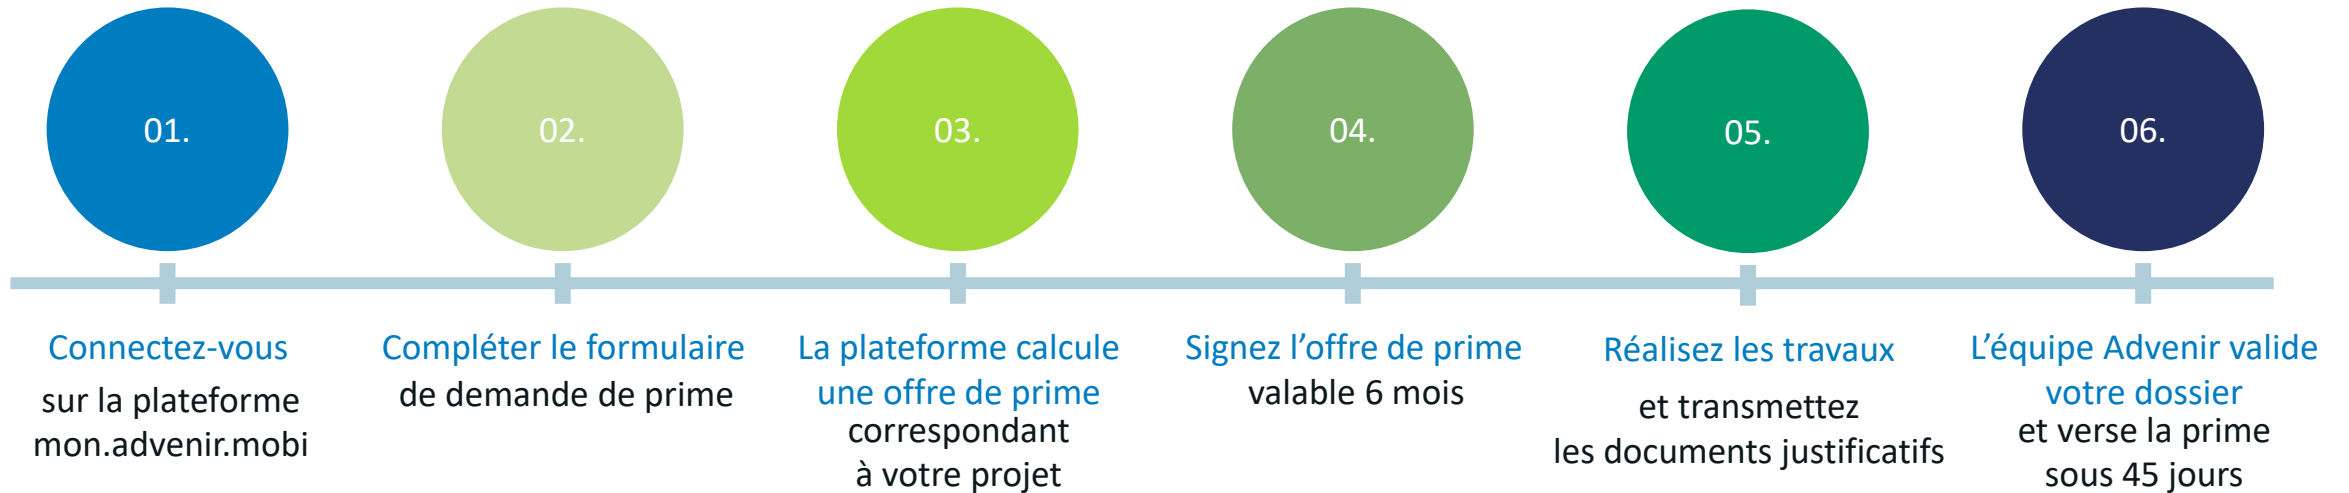 01.
Connectez-vous
sur la plateforme
mon.advenir.mobi
02.
Compléter le formulaire
de demande de prime
03.
La plateforme calcule
une offre de prime
correspondant
à votre projet
04.
Signez l’offre de prime
valable 6 mois
05.
Réalisez les travaux
et transmettez
les documents justificatifs
06.
L’équipe Advenir valide
votre dossier
et verse la prime
sous 45 jours